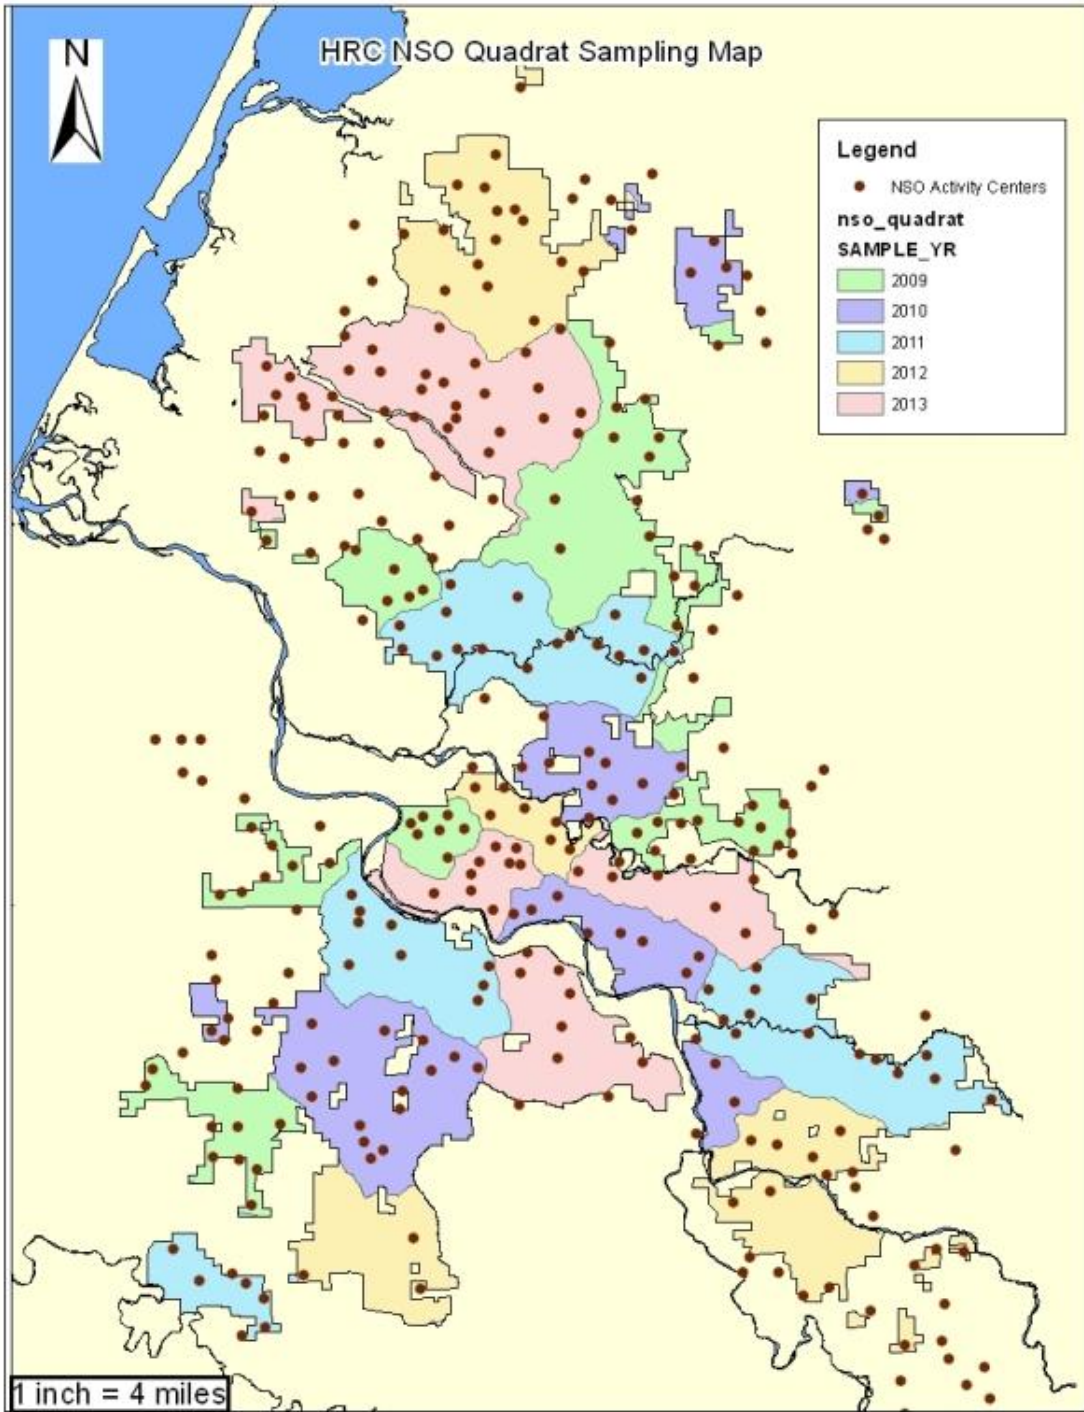 HRC NSO Quadrat Sampling Map
N
Legend
NSO Activity Centers
nso_quadrat
SAMPLE_YR
2009
2010
2011
2012
2013
1 inch = 4 miles